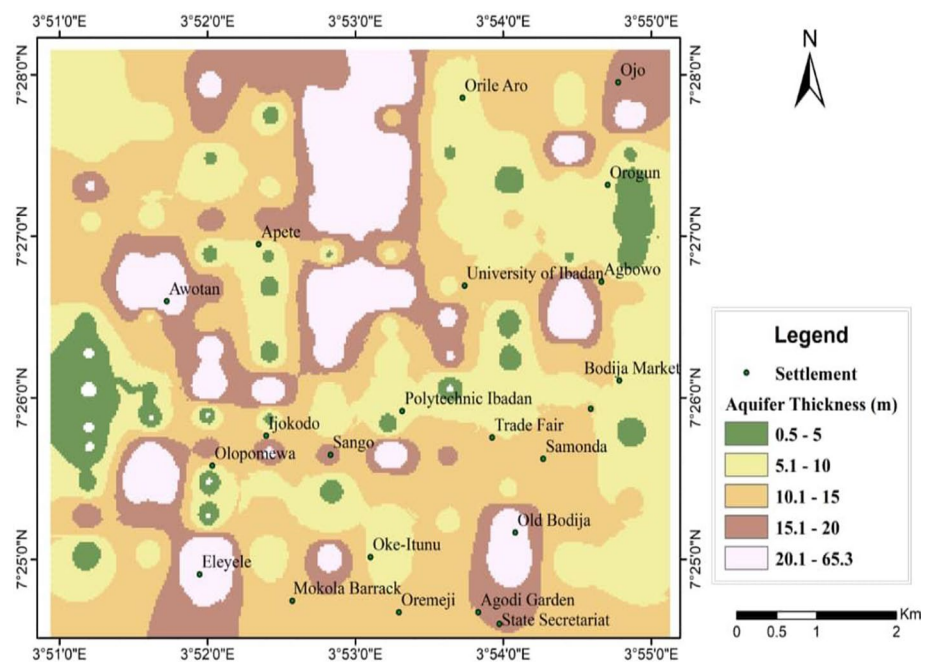 3°51'0"E 3°52'0"E 3°53'0"E 3°54'0"E 3°55'0"E
N
7°28'0"N 7°28'0"N
Ojo
Orile Aro
Orogun
7°27'0"N 7°27'0"N
Apete
University of Ibadan Agbowo
Awotan
Legend
Settlement
Aquifer Thickness (m)
0.5 - 5
5.1 - 10
10.1 - 15
15.1 - 20
20.1 - 65.3
Bodija Market
7°26'0"N 7°26'0"N
Polytechnic Ibadan
Ijokodo
Trade Fair
Sango
Samonda
Olopomewa
Old Bodija
Oke-Itunu
7°25'0"N 7°25'0"N
Eleyele
Mokola Barrack
Oremeji
Agodi Garden
State Secretariat
Km
0 0.5 1 2
3°51'0"E 3°52'0"E 3°53'0"E 3°54'0"E 3°55'0"E